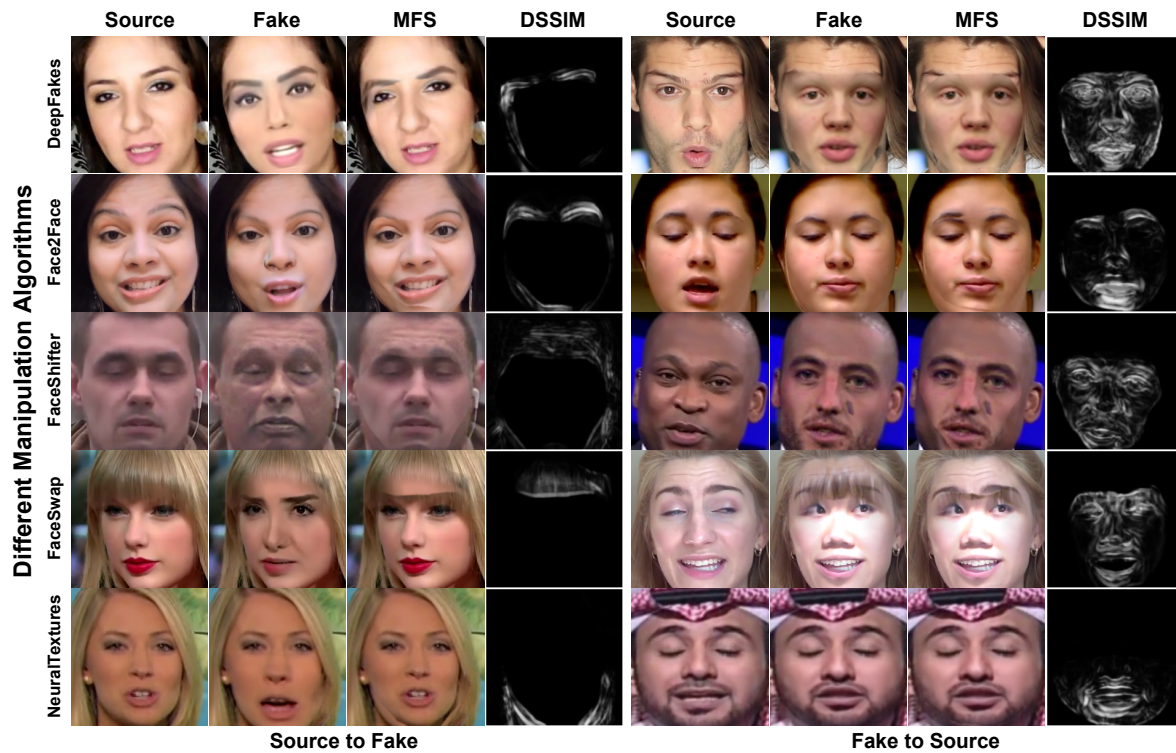 Source Fake MFS DSSIM Source Fake MFS DSSIM
Different Manipulation Algorithms
DeepFakes
Face2Face
FaceShifter
FaceSwap
NeuralTextures
Source to Fake Fake to Source